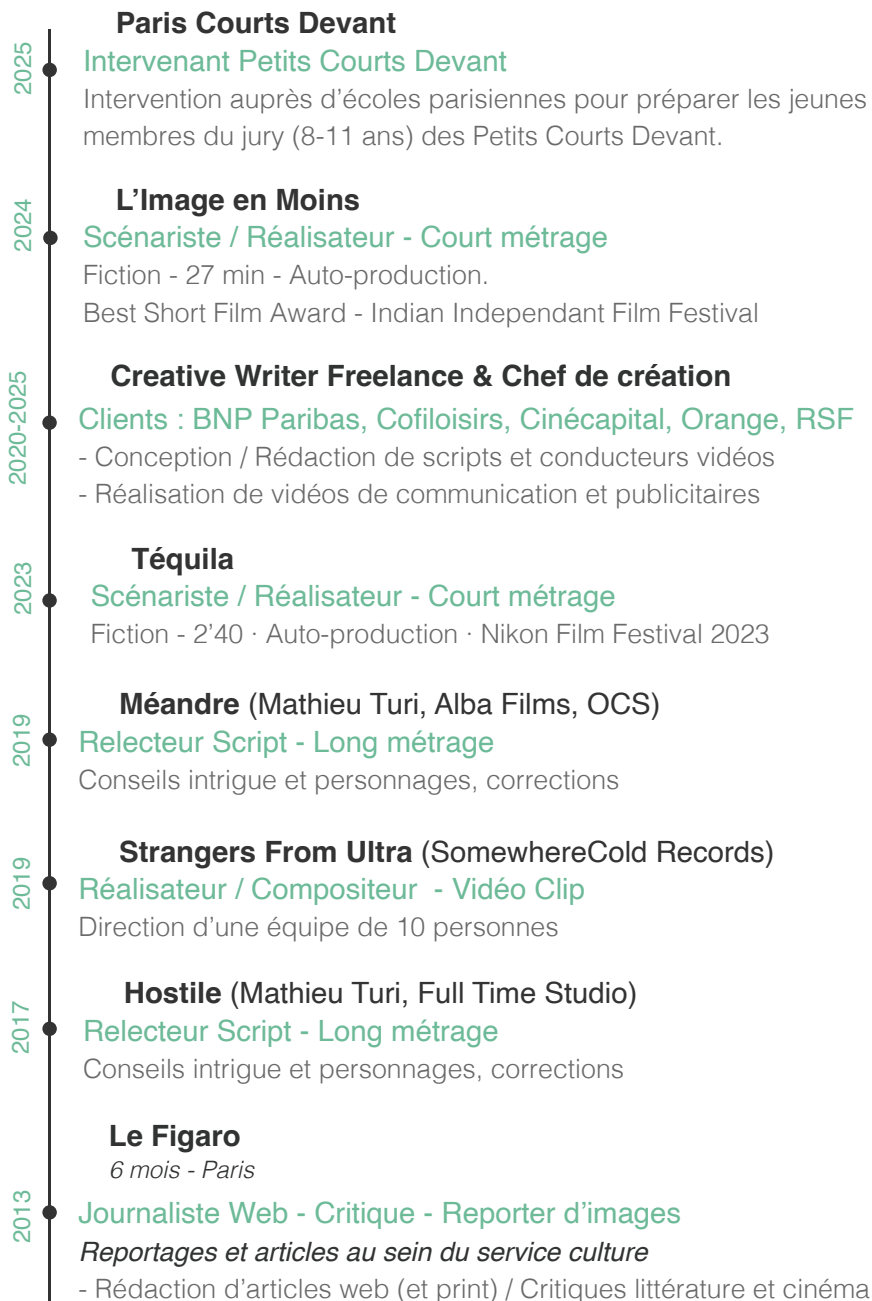 Paris Courts Devant
2025
Intervenant Petits Courts Devant
Intervention auprès d’écoles parisiennes pour préparer les jeunes
membres du jury (8-11 ans) des Petits Courts Devant.
L’Image en Moins
2024
Scénariste / Réalisateur - Court métrage
Fiction - 27 min - Auto-production.
Best Short Film Award - Indian Independant Film Festival
Creative Writer Freelance & Chef de création
2020-2025
Clients : BNP Paribas, Cofiloisirs, Cinécapital, Orange, RSF
- Conception / Rédaction de scripts et conducteurs vidéos
- Réalisation de vidéos de communication et publicitaires
Téquila
2023
Scénariste / Réalisateur - Court métrage
Fiction - 2’40 · Auto-production · Nikon Film Festival 2023
Méandre (Mathieu Turi, Alba Films, OCS)
2019
Relecteur Script - Long métrage
Conseils intrigue et personnages, corrections
Strangers From Ultra (SomewhereCold Records)
2019
Réalisateur / Compositeur - Vidéo Clip
Direction d’une équipe de 10 personnes
Hostile (Mathieu Turi, Full Time Studio)
2017
Relecteur Script - Long métrage
Conseils intrigue et personnages, corrections
Le Figaro
6 mois - Paris
2013
Journaliste Web - Critique - Reporter d’images
Reportages et articles au sein du service culture
- Rédaction d’articles web (et print) / Critiques littérature et cinéma